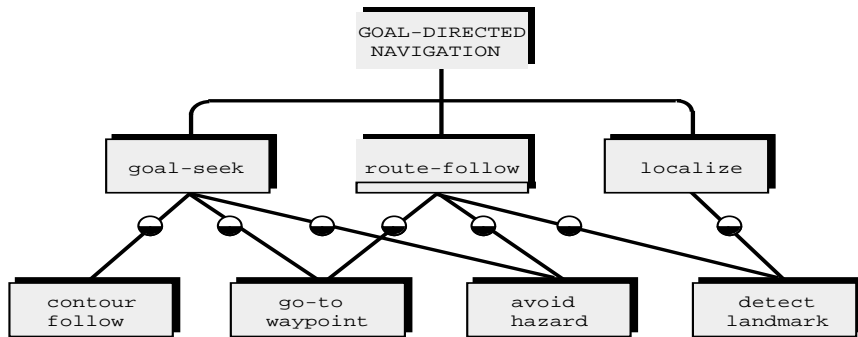 GOAL-DIRECTED
NAVIGATION
goal-seek
route-follow
localize
contour
follow
go-to
waypoint
avoid
hazard
detect
landmark